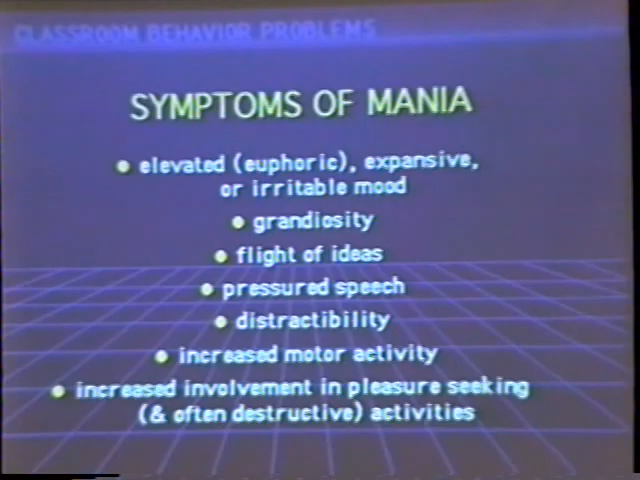 CLASSROOM BEHAVIOR PROBLEMS
SYMPTOMS OF MANIA
• elevated (euphoric), expansive,
or irritable mood
• grandiosity
• flight of ideas
• pressured speech
• distractibility
• increased motor activity
• increased involvement in pleasure seeking
(& often destructive) activities